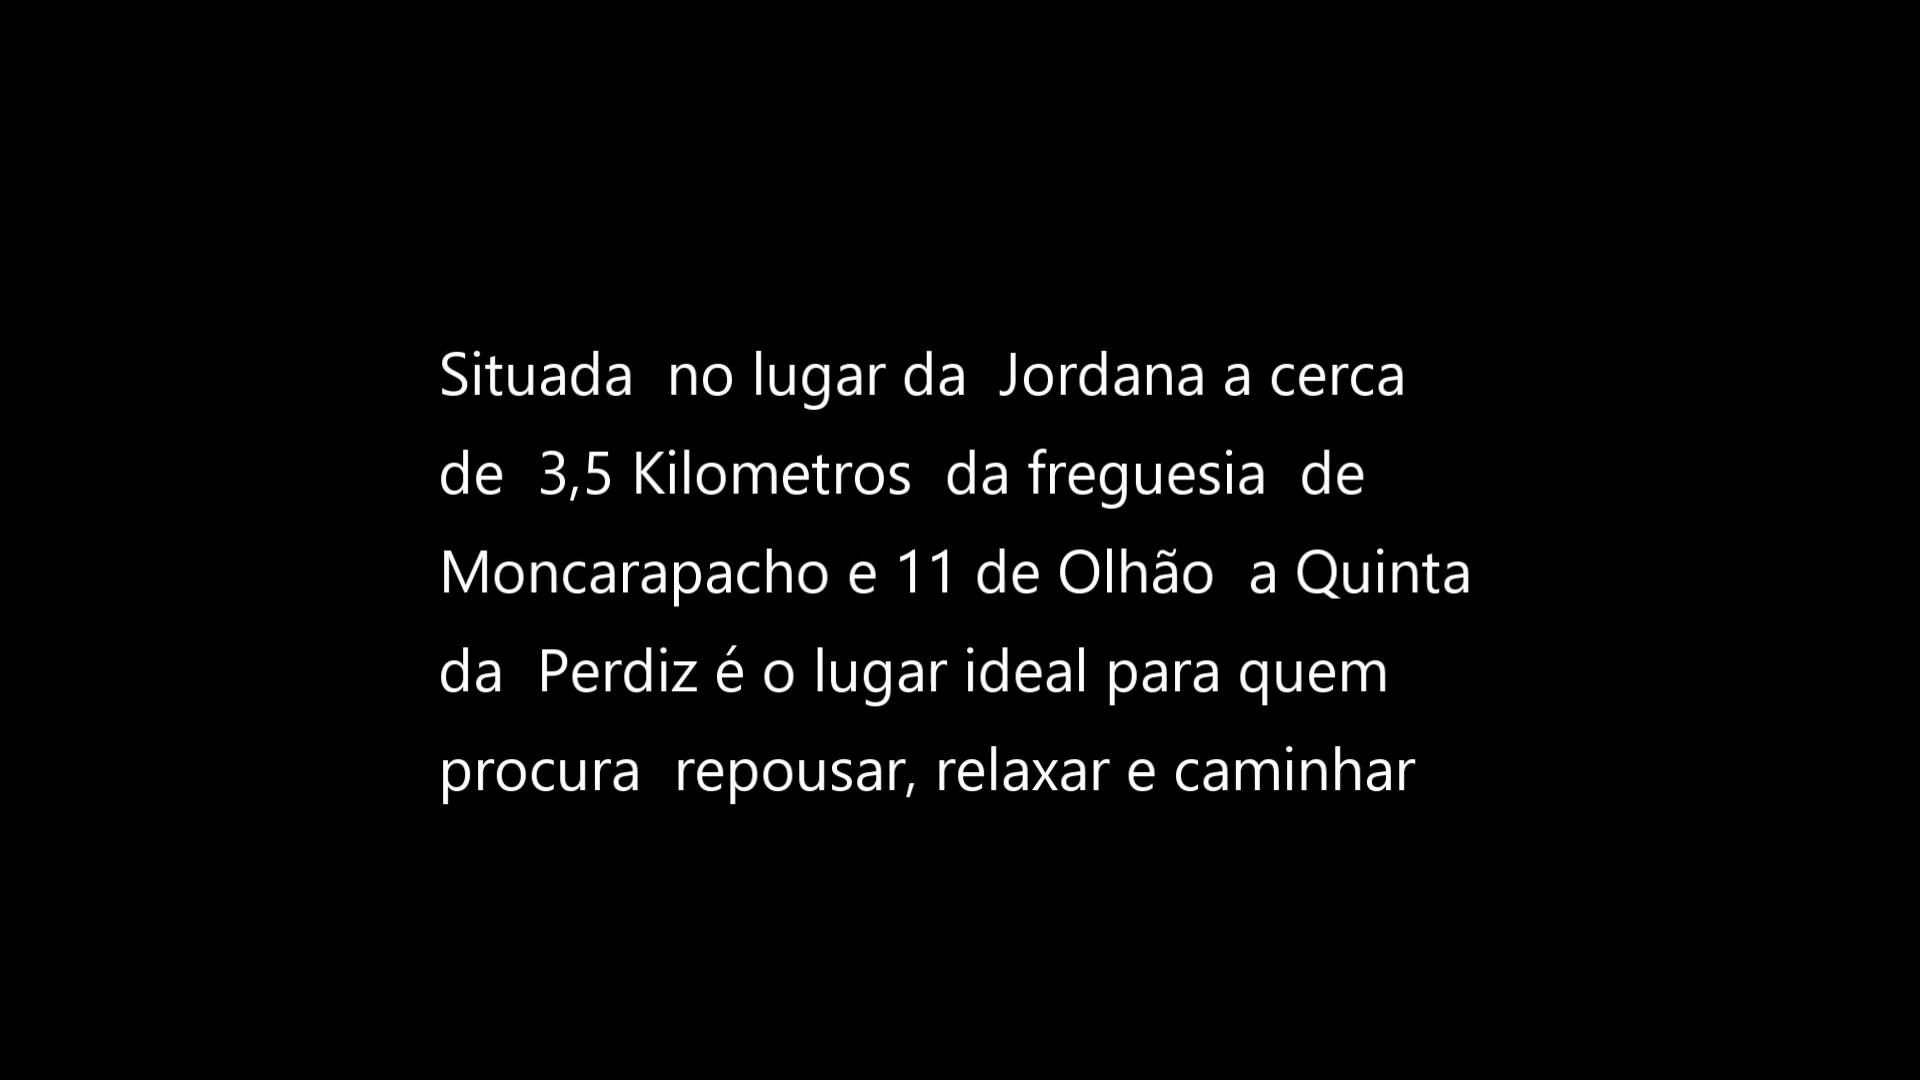 Situada  no lugar da  Jordana a cerca
de  3,5 Kilometros  da freguesia  de
Moncarapacho e 11 de Olhão  a Quinta
da  Perdiz é o lugar ideal para quem
procura  repousar, relaxar e caminhar